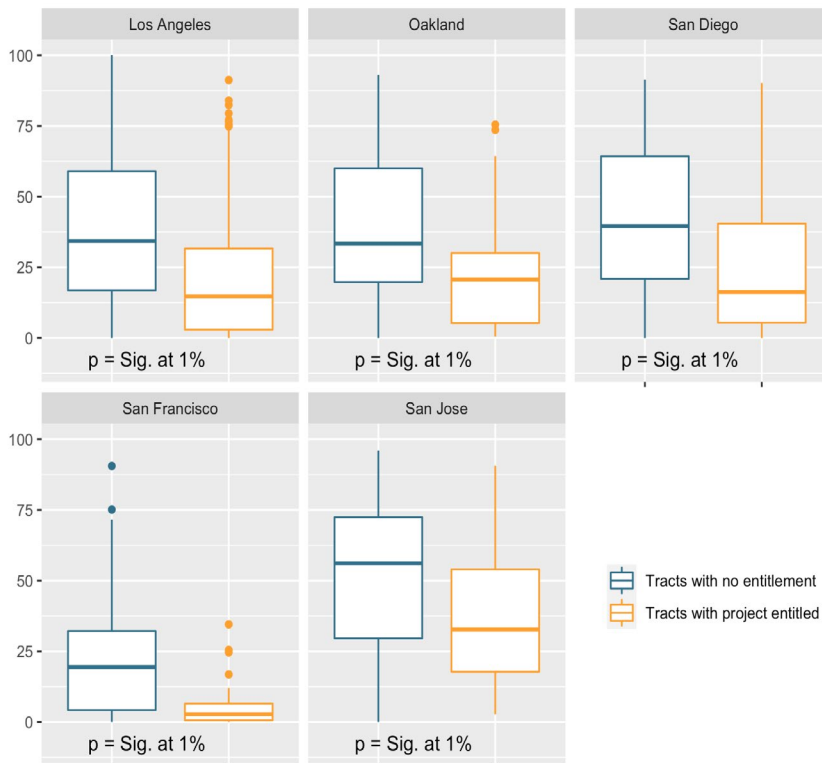 Los Angeles
Oakland
San Diego
100
75
50
25
0
p = Sig. at 1%
p = Sig. at 1%
p = Sig. at 1%
San Francisco
San Jose
100
75
50
25
0
p = Sig. at 1%
p = Sig. at 1%
Tracts with no entitlement
Tracts with project entitled